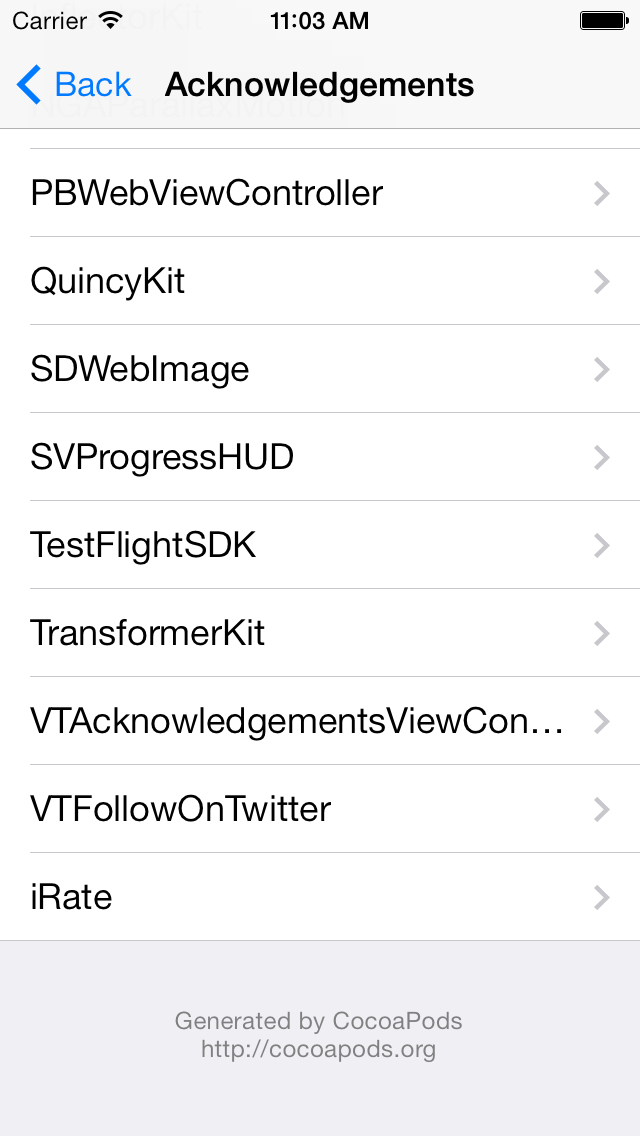 Carrier 11:03 AM
Back Acknowledgements
NGAParallaxMotion
PBWebViewController
QuincyKit
SDWebImage
SVProgressHUD
TestFlightSDK
TransformerKit
VTAcknowledgementsViewCon...
VTFollowOnTwitter
iRate
Generated by CocoaPods
http://cocoapods.org